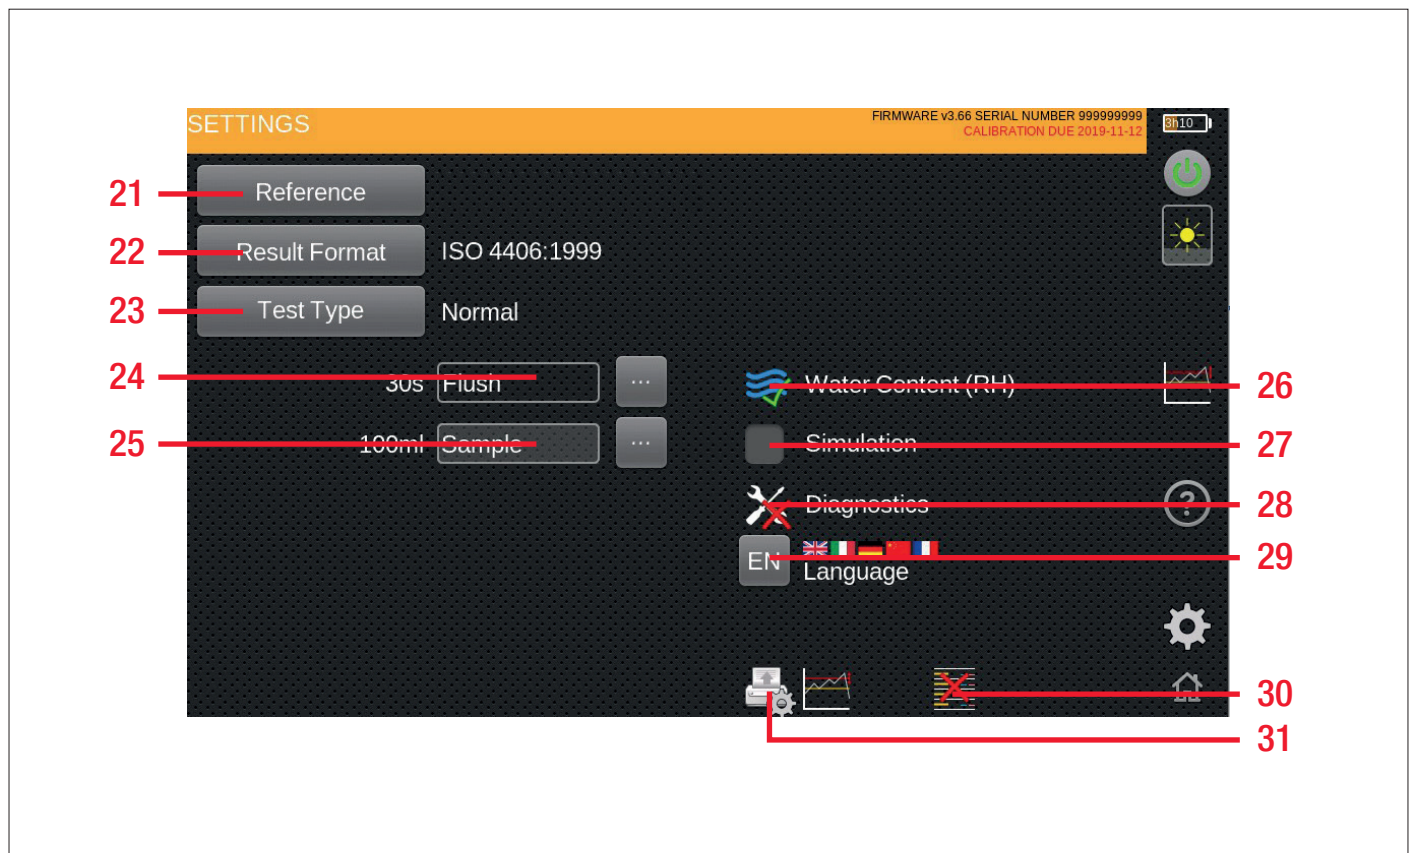 SETTINGS
FIRMWARE v3.66 SERIAL NUMBER 999999999
CALIBRATION DUE 2019-11-12
3h10
21 Reference
22 Result Format ISO 4406:1999
23 Test Type Normal
24 30s Flush ...
25 100ml Sample ...
Water Content (RH) 26
Simulation 27
Diagnostics 28
?
EN Language 29
30
31